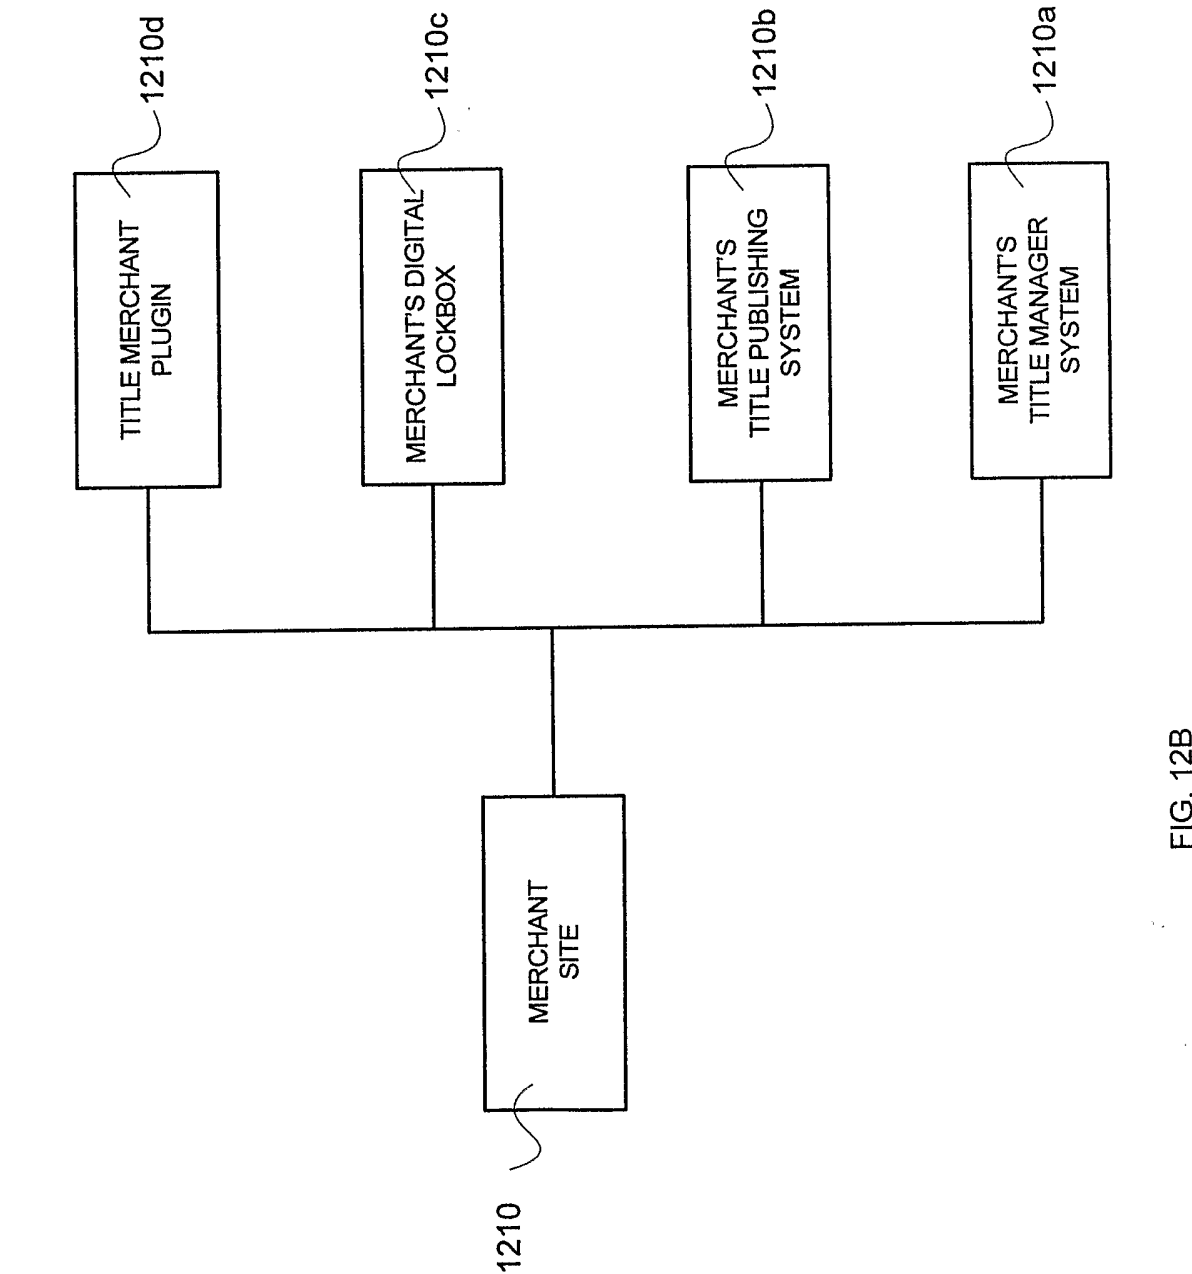 1210d
TITLE MERCHANT
PLUGIN
1210c
MERCHANT'S DIGITAL
LOCKBOX
1210b
MERCHANT'S
TITLE PUBLISHING
SYSTEM
1210a
MERCHANT'S
TITLE MANAGER
SYSTEM
MERCHANT
SITE
1210
FIG. 12B